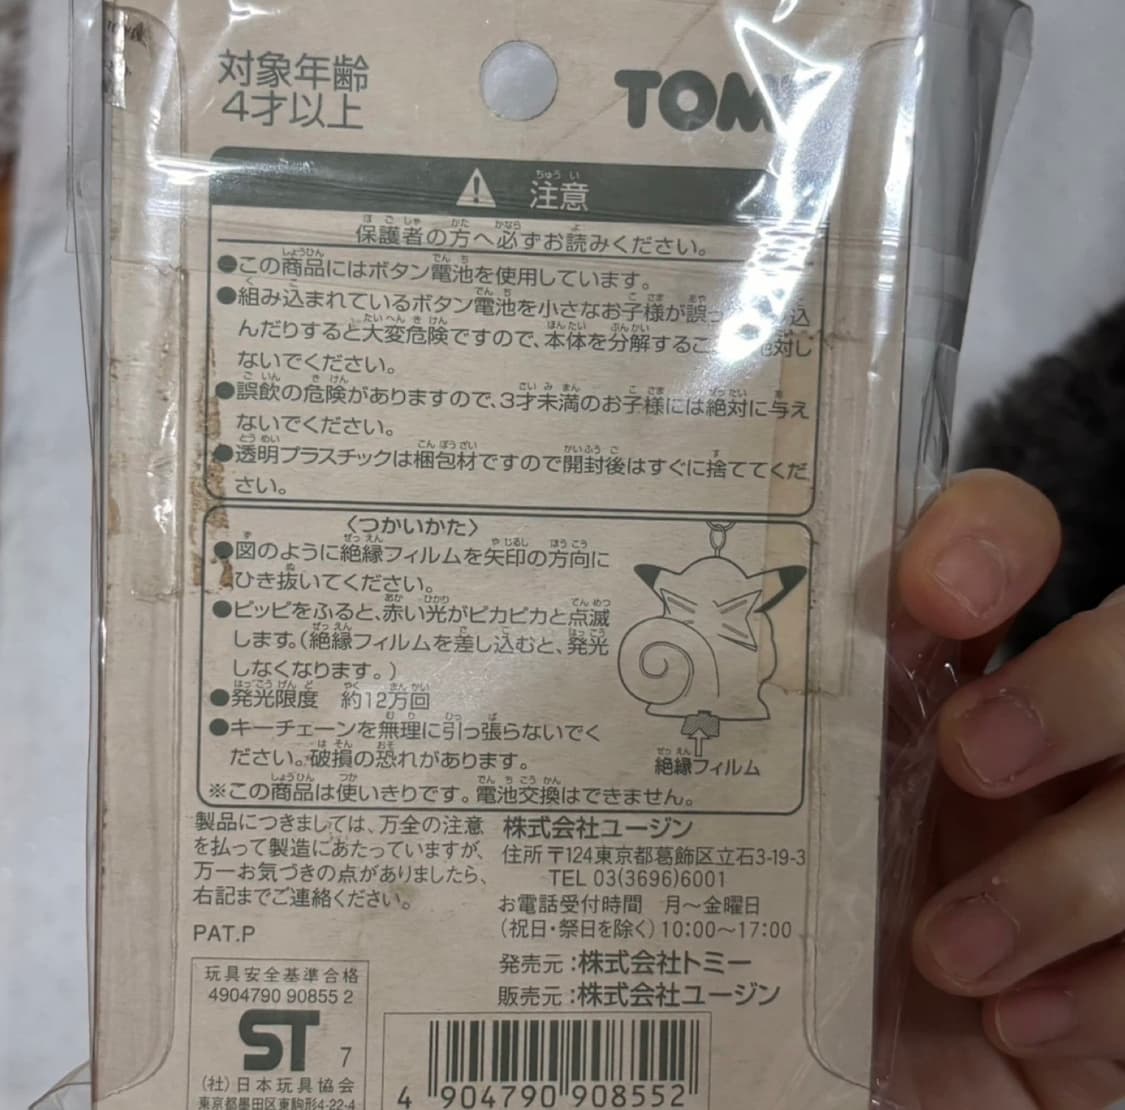 対象年齢
4才以上
TOM
注意
保護者の方へ必ずお読みください。
●この商品にはボタン電池を使用しています。
●組み込まれているボタン電池を小さなお子様が誤っ 込
んだりすると大変危険ですので、本体を分解するこ 絶対し
ないでください。
●誤飲の危険がありますので、3才未満のお子様には絶対に与え
ないでください。
●透明プラスチックは梱包材ですので開封後はすぐに捨ててくだ
さい。
〈つかいかた〉
●図のように絶縁フィルムを矢印の方向に
ひき抜いてください。
●ピッピをふると、赤い光がピカピカと点滅
します。(絶縁フィルムを差し込むと、発光
しなくなります。)
●発光限度 約12万回
●キーチェーンを無理に引っ張らないでく
ださい。破損の恐れがあります。
※この商品は使いきりです。電池交換はできません。
絶縁フィルム
製品につきましては、万全の注意
を払って製造にあたっていますが、
万一お気づきの点がありましたら、
右記までご連絡ください。
PAT.P
株式会社ユージン
住所〒124東京都葛飾区立石3-19-3
TEL 03(3696)6001
お電話受付時間 月〜金曜日
(祝日・祭日を除く)10:00〜17:00
発売元:株式会社トミー
販売元:株式会社ユージン
玩具安全基準合格
4904790 90855 2
ST 7
(社)日本玩具協会
東京都墨田区東駒形4-22-4
4 904790 908552